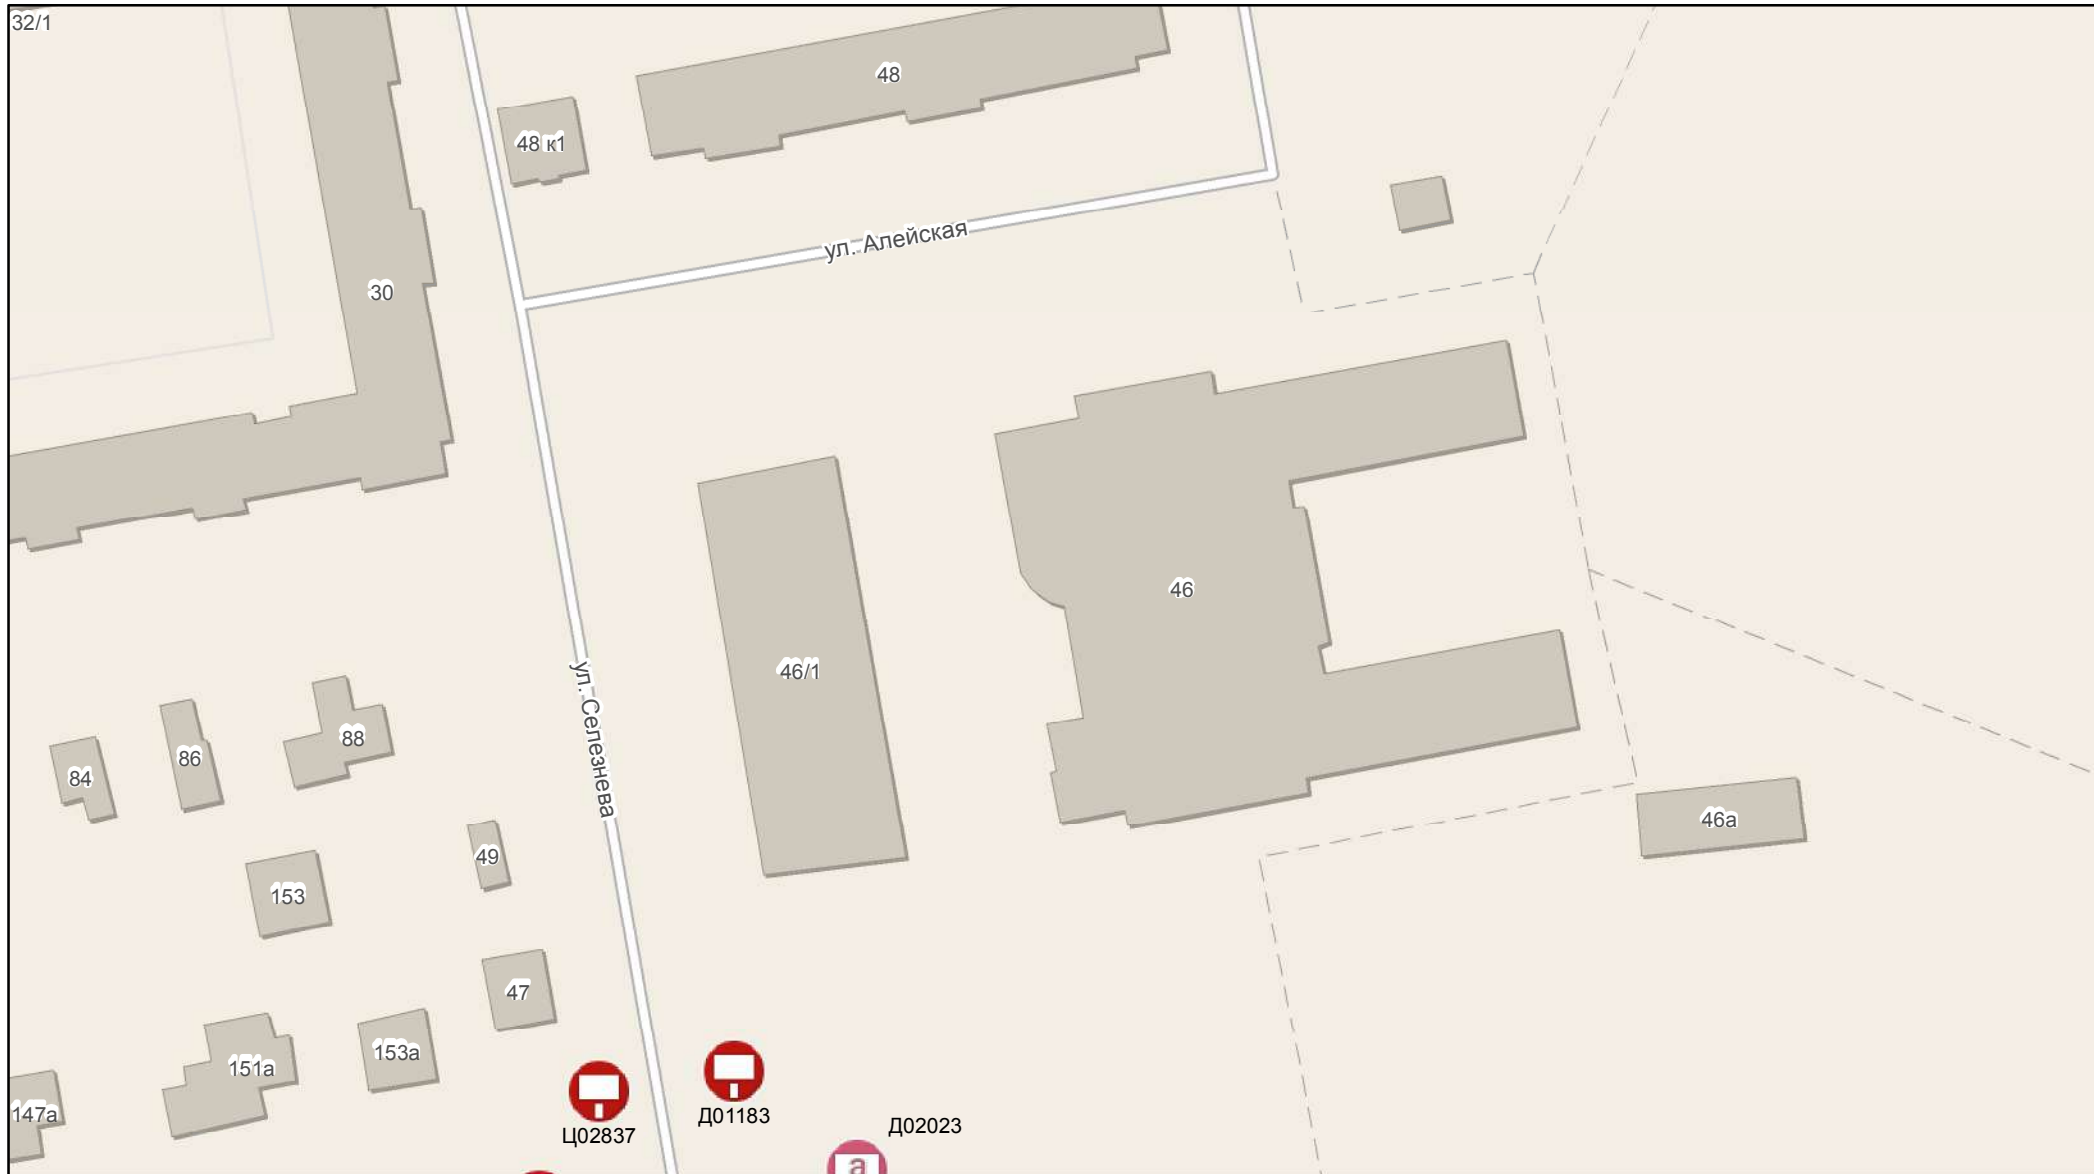 32/1
48
48 к1
ул. Алейская
30
46
46/1
ул. Селезнева
88
86
84
46а
49
153
47
153а
151а
147а
Ц02837
Д01183
Д02023
а